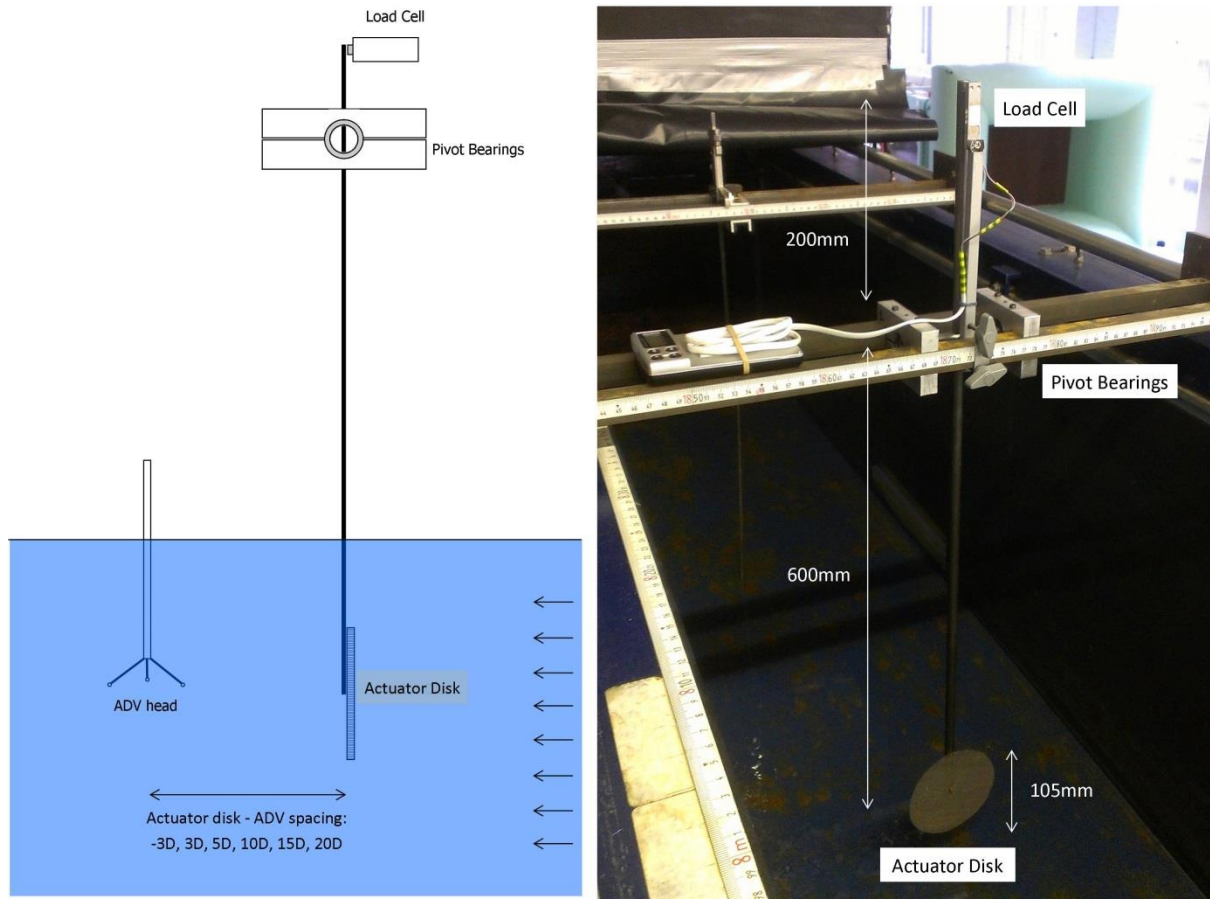 Load Cell
Pivot Bearings
ADV head
Actuator Disk
Actuator disk - ADV spacing:
-3D, 3D, 5D, 10D, 15D, 20D
Load Cell
200mm
Pivot Bearings
600mm
105mm
Actuator Disk